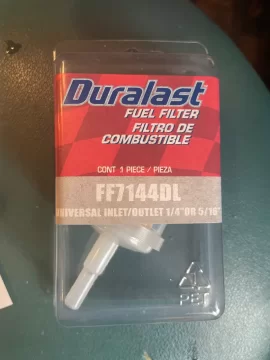 Duralast
FUEL FILTER
FILTRO DE
COMBUSTIBLE
CONT 1 PIECE / PIEZA
FF7144DL
UNIVERSAL INLET/OUTLET 1/4" OR 5/16"
PET